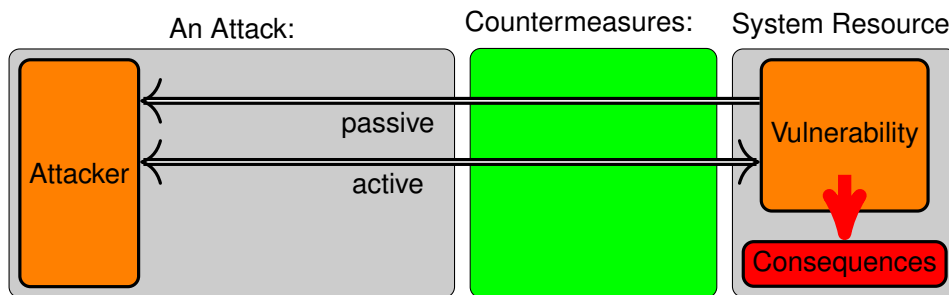 An Attack:
Countermeasures:
System Resource
passive
Vulnerability
Attacker
active
Consequences